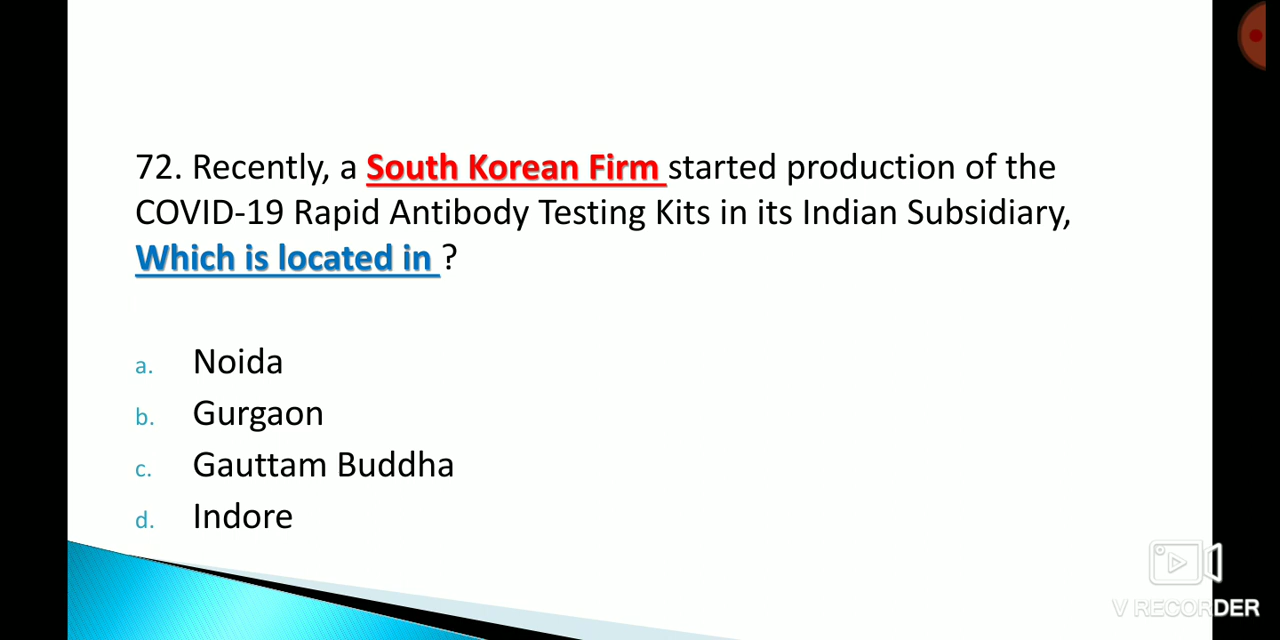 72. Recently, a South Korean Firm started production of the
COVID-19 Rapid Antibody Testing Kits in its Indian Subsidiary,
Which is located in ?
a. Noida
b. Gurgaon
c. Gauttam Buddha
d. Indore
V RECORDER